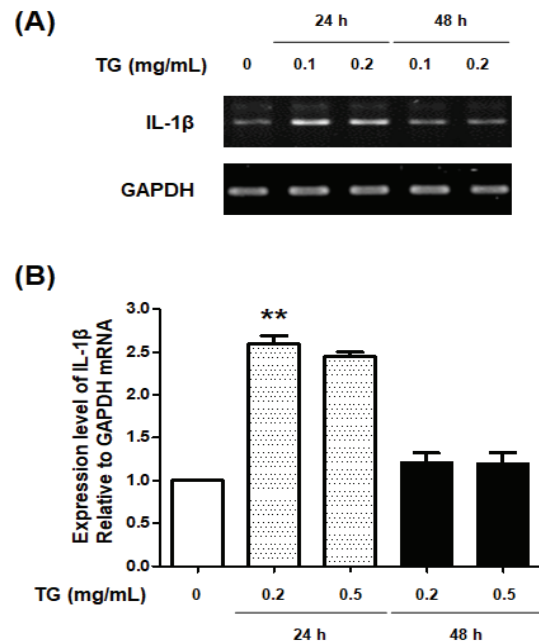 (A)
24 h 48 h
TG (mg/mL) 0 0.1 0.2 0.1 0.2
IL-1β
GAPDH
(B)
Expression level of IL-1β
Relative to GAPDH mRNA
3.0
2.5
2.0
1.5
1.0
0.5
0.0
**
TG (mg/mL) 0 0.2 0.5 0.2 0.5
24 h 48 h